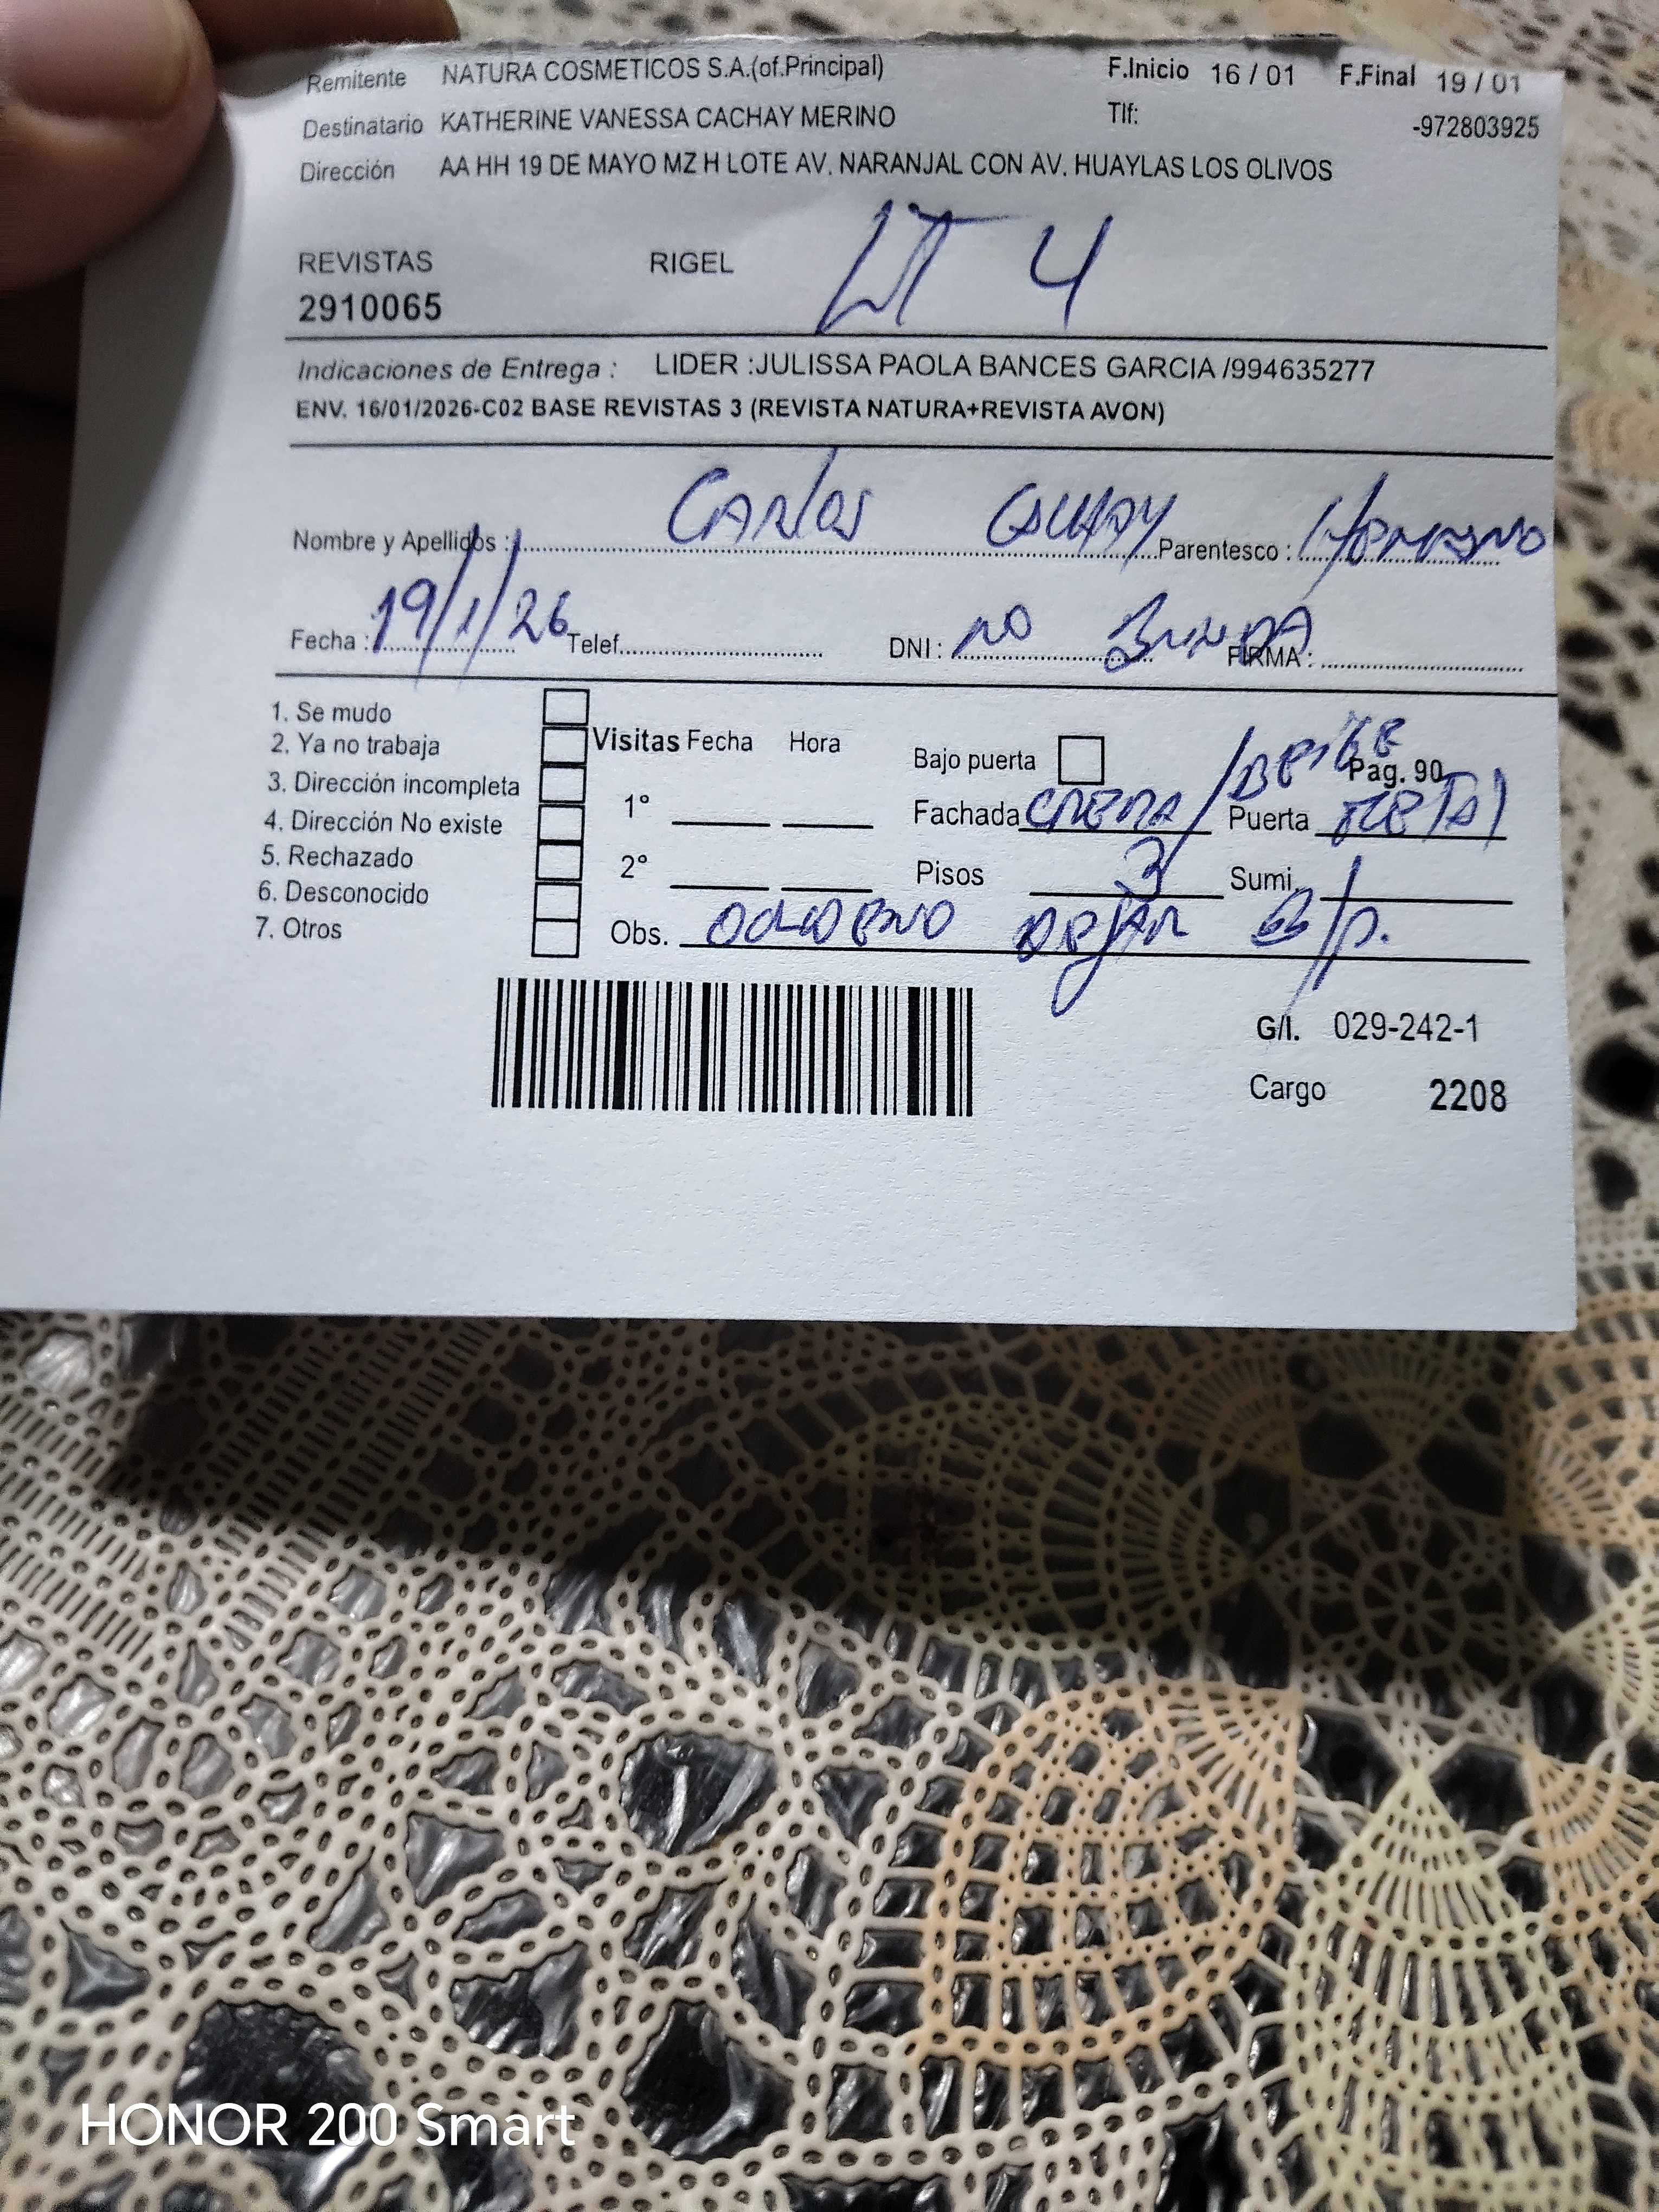 Remitente NATURA COSMETICOS S.A.(of.Principal) F.Inicio 16 / 01 F.Final 19 / 01
Destinatario KATHERINE VANESSA CACHAY MERINO Tlf: -972803925
Dirección AA HH 19 DE MAYO MZ H LOTE AV. NARANJAL CON AV. HUAYLAS LOS OLIVOS
REVISTAS RIGEL LT 4
2910065
Indicaciones de Entrega : LIDER :JULISSA PAOLA BANCES GARCIA /994635277
ENV. 16/01/2026-C02 BASE REVISTAS 3 (REVISTA NATURA+REVISTA AVON)
Nombre y Apellidos : Carlos Cachay Parentesco : Hermano
Fecha : 19/1/26 Telef. DNI : no Brinda FIRMA :
1. Se mudo
2. Ya no trabaja Visitas Fecha Hora Bajo puerta Pag. 90
3. Dirección incompleta 1° Fachada CREMA / BEIGE Puerta METAL
4. Dirección No existe
5. Rechazado 2° Pisos 3 Sumi.
6. Desconocido
7. Otros Obs. DEJAR B/p.
G/I. 029-242-1
Cargo 2208
HONOR 200 Smart